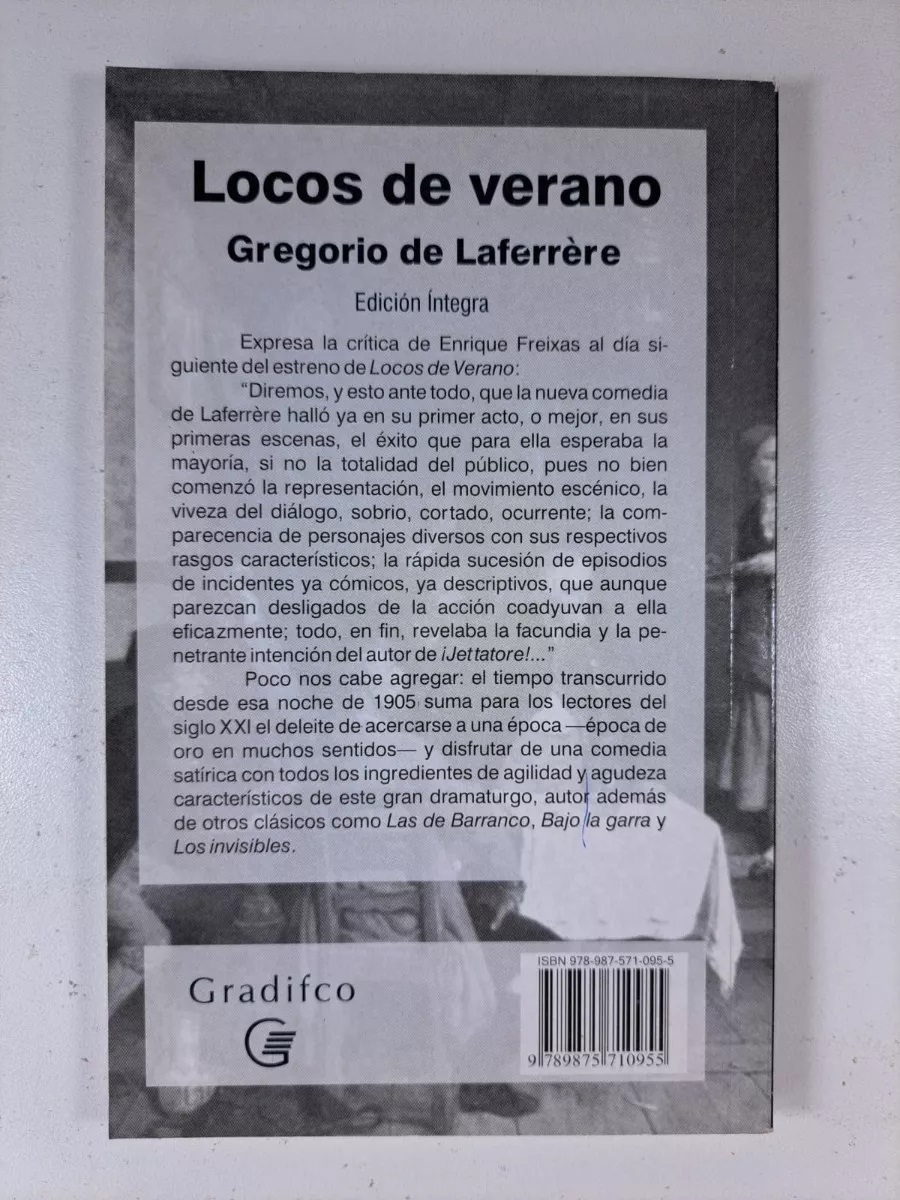 Locos de verano
Gregorio de Laferrère
Edición Íntegra
Expresa la crítica de Enrique Freixas al día si-
guiente del estreno de Locos de Verano:
“Diremos, y esto ante todo, que la nueva comedia
de Laferrère halló ya en su primer acto, o mejor, en sus
primeras escenas, el éxito que para ella esperaba la
mayoría, si no la totalidad del público, pues no bien
comenzó la representación, el movimiento escénico, la
viveza del diálogo, sobrio, cortado, ocurrente; la com-
parecencia de personajes diversos con sus respectivos
rasgos característicos; la rápida sucesión de episodios
de incidentes ya cómicos, ya descriptivos, que aunque
parezcan desligados de la acción coadyuvan a ella
eficazmente; todo, en fin, revelaba la facundia y la pe-
netrante intención del autor de ¡Jettatore!...”
Poco nos cabe agregar: el tiempo transcurrido
desde esa noche de 1905 suma para los lectores del
siglo XXI el deleite de acercarse a una época —época de
oro en muchos sentidos— y disfrutar de una comedia
satírica con todos los ingredientes de agilidad y agudeza
característicos de este gran dramaturgo, autor además
de otros clásicos como Las de Barranco, Bajo la garra y
Los invisibles.
ISBN 978-987-571-095-5
Gradifco
9 789875 710955